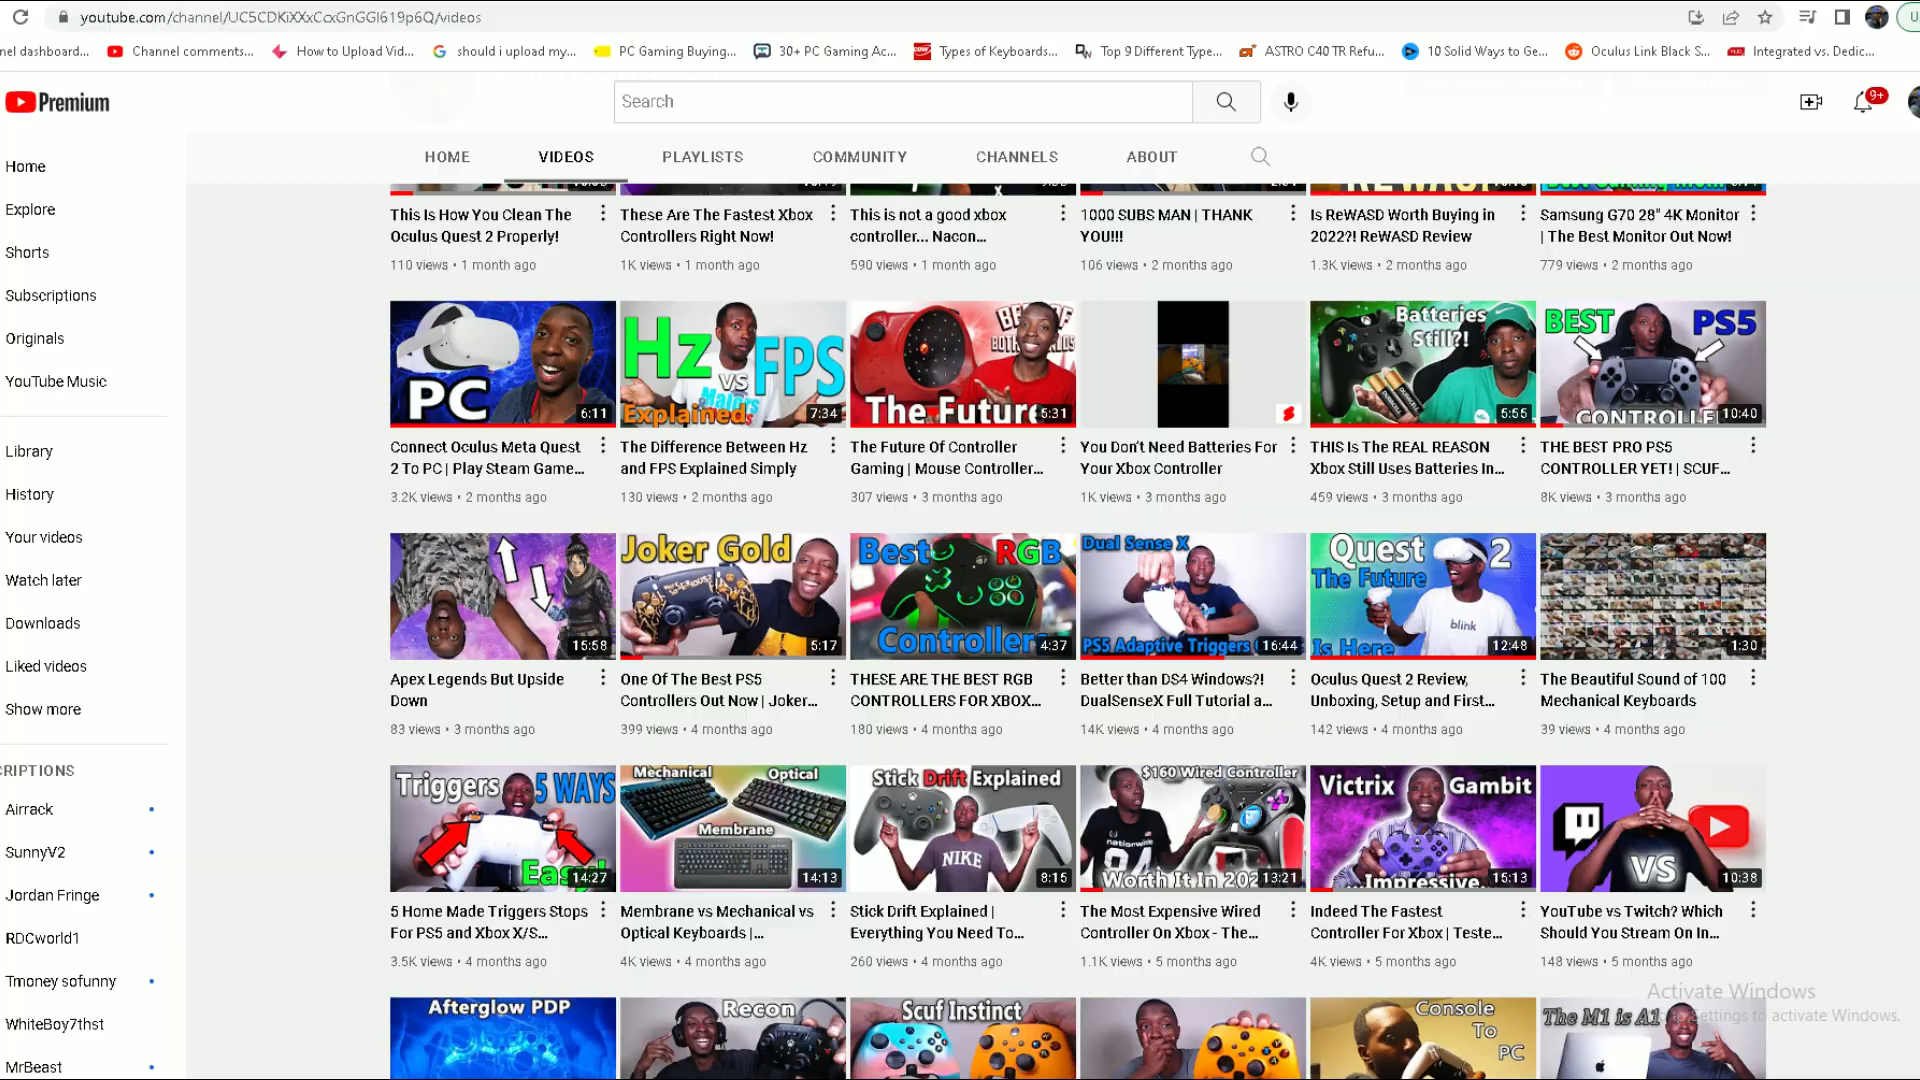 youtube.com/channel/UC5CDKiXXxCcxGnGGI619p6Q/videos
nel dashboard... Channel comments... How to Upload Vid... should i upload my... PC Gaming Buying... 30+ PC Gaming Ac... Types of Keyboards... Top 9 Different Type... ASTRO C40 TR Refu... 10 Solid Ways to Ge... Oculus Link Black S... Integrated vs. Dedic...
Premium
Search
9+
HOME VIDEOS PLAYLISTS COMMUNITY CHANNELS ABOUT
Home
Explore
Shorts
Subscriptions
Originals
YouTube Music
Library
History
Your videos
Watch later
Downloads
Liked videos
Show more
CRIPTIONS
Airrack
SunnyV2
Jordan Fringe
RDCworld1
Tmoney sofunny
WhiteBoy7thst
MrBeast
This Is How You Clean The
Oculus Quest 2 Properly!
110 views • 1 month ago
These Are The Fastest Xbox
Controllers Right Now!
1K views • 1 month ago
This is not a good xbox
controller... Nacon...
590 views • 1 month ago
1000 SUBS MAN | THANK
YOU!!!
106 views • 2 months ago
Is ReWASD Worth Buying in
2022?! ReWASD Review
1.3K views • 2 months ago
Samsung G70 28" 4K Monitor
| The Best Monitor Out Now!
779 views • 2 months ago
PC
6:11
Connect Oculus Meta Quest
2 To PC | Play Steam Game...
3.2K views • 2 months ago
Hz
vs
FPS
Explained
7:34
The Difference Between Hz
and FPS Explained Simply
130 views • 2 months ago
The Future
5:31
The Future Of Controller
Gaming | Mouse Controller...
307 views • 3 months ago
You Don't Need Batteries For
Your Xbox Controller
1K views • 3 months ago
Batteries
Still?!
5:55
THIS Is The REAL REASON
Xbox Still Uses Batteries In...
459 views • 3 months ago
BEST PS5
CONTROLLE
10:40
THE BEST PRO PS5
CONTROLLER YET! | SCUF...
8K views • 3 months ago
15:58
Apex Legends But Upside
Down
83 views • 3 months ago
Joker Gold
5:17
One Of The Best PS5
Controllers Out Now | Joker...
399 views • 4 months ago
Best RGB
Controllers
4:37
THESE ARE THE BEST RGB
CONTROLLERS FOR XBOX...
180 views • 4 months ago
Dual Sense X
PS5 Adaptive Triggers
16:44
Better than DS4 Windows?!
DualSenseX Full Tutorial a...
14K views • 4 months ago
Quest 2
The Future
Is Here
blink
12:48
Oculus Quest 2 Review,
Unboxing, Setup and First...
142 views • 4 months ago
1:30
The Beautiful Sound of 100
Mechanical Keyboards
39 views • 4 months ago
Triggers 5 WAYS
Easy
14:27
5 Home Made Triggers Stops
For PS5 and Xbox X/S...
3.5K views • 4 months ago
Mechanical Optical
Membrane
14:13
Membrane vs Mechanical vs
Optical Keyboards |...
4K views • 4 months ago
Stick Drift Explained
NIKE
8:15
Stick Drift Explained |
Everything You Need To...
260 views • 4 months ago
$160 Wired Controller
nationwide
Worth It In 202
13:21
The Most Expensive Wired
Controller On Xbox - The...
1.1K views • 5 months ago
Victrix Gambit
...Impressive
15:13
Indeed The Fastest
Controller For Xbox | Teste...
4K views • 5 months ago
VS
10:38
YouTube vs Twitch? Which
Should You Stream On In...
148 views • 5 months ago
Afterglow PDP
Recon
Scuf Instinct
Console
To
PC
The M1 is A1
Activate Windows
Settings to activate Windows.